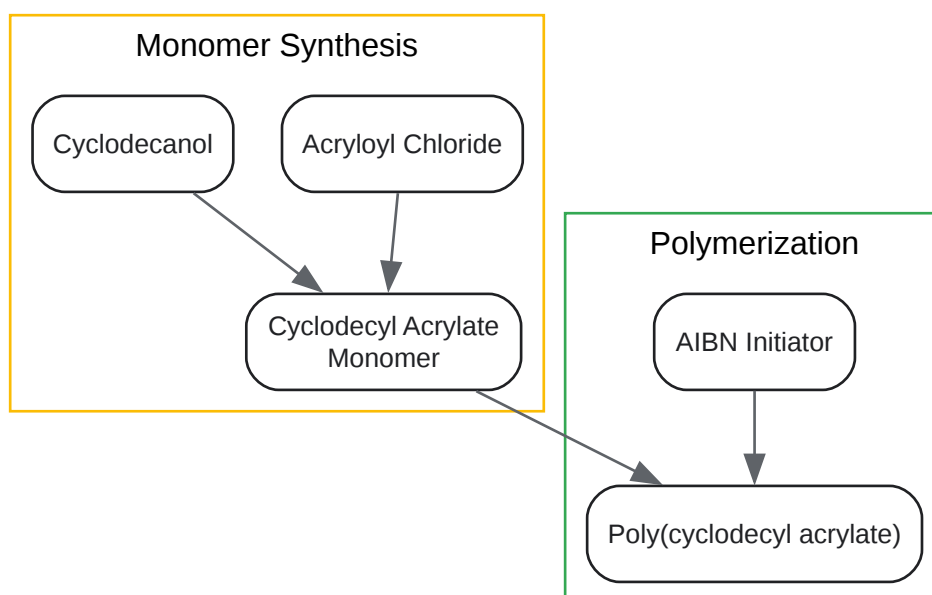 Monomer Synthesis
Cyclodecanol
Acryloyl Chloride
Cyclodecyl Acrylate
Monomer
Polymerization
AIBN Initiator
Poly(cyclodecyl acrylate)